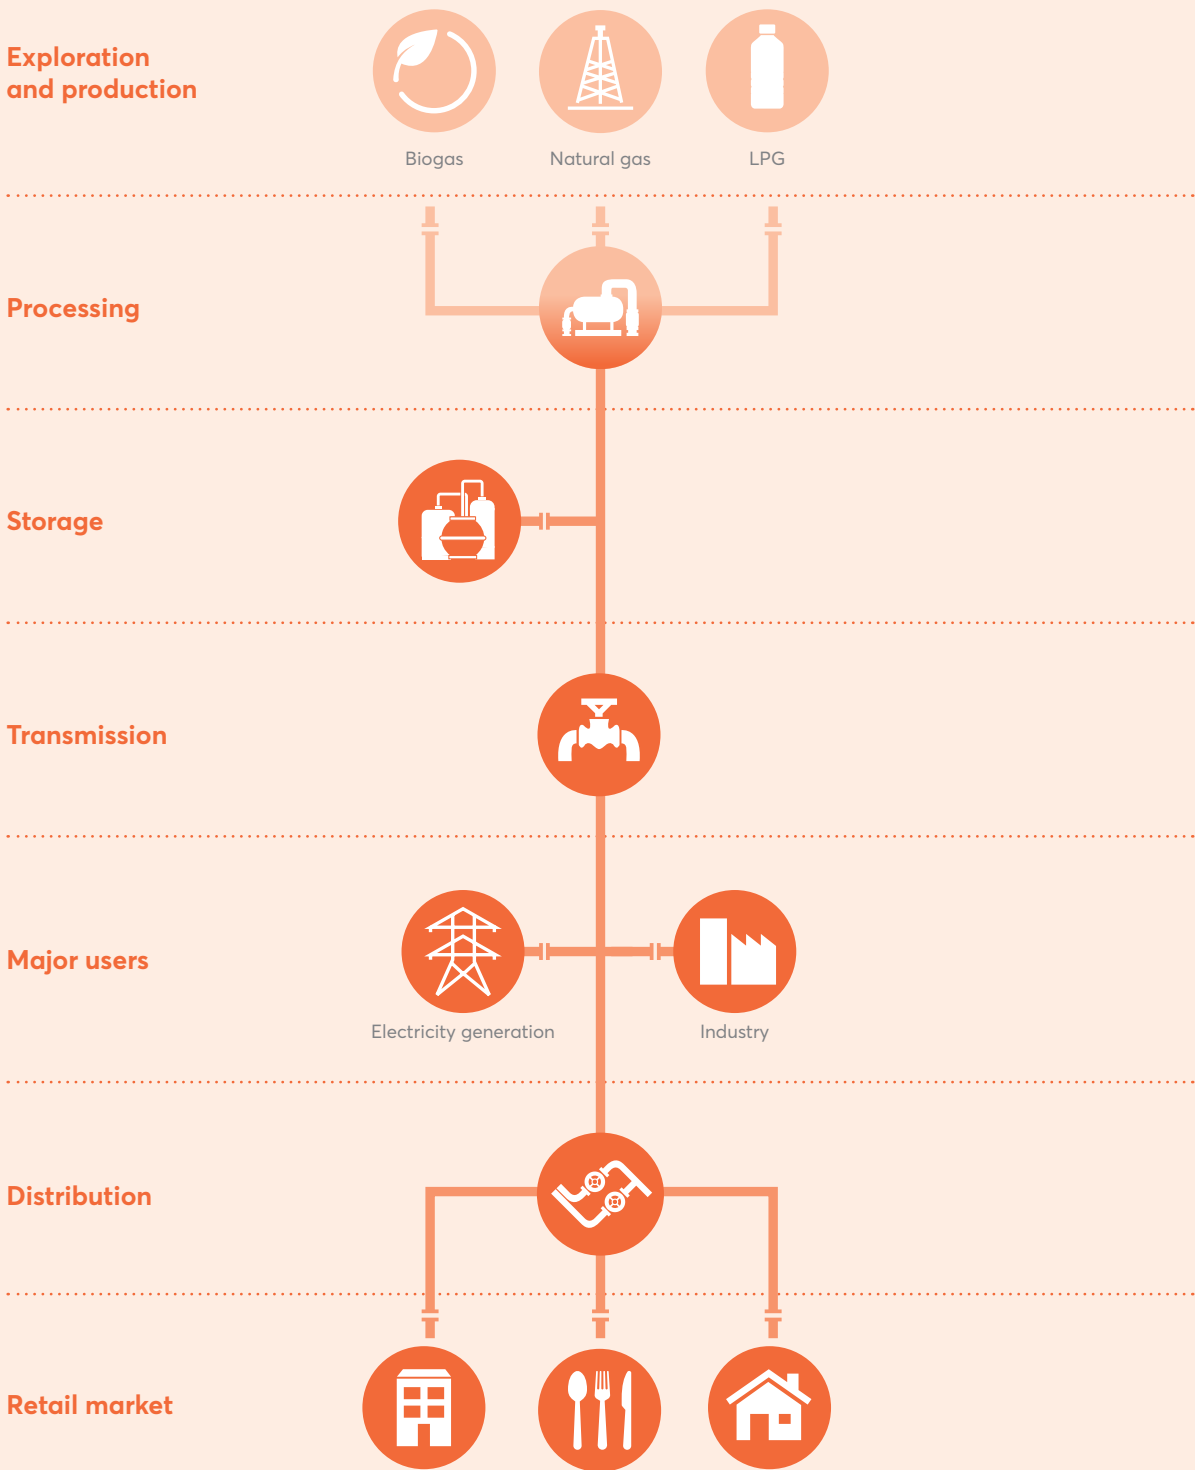 Exploration
and production
Biogas
Natural gas
LPG
Processing
Storage
Transmission
Major users
Electricity generation
Industry
Distribution
Retail market